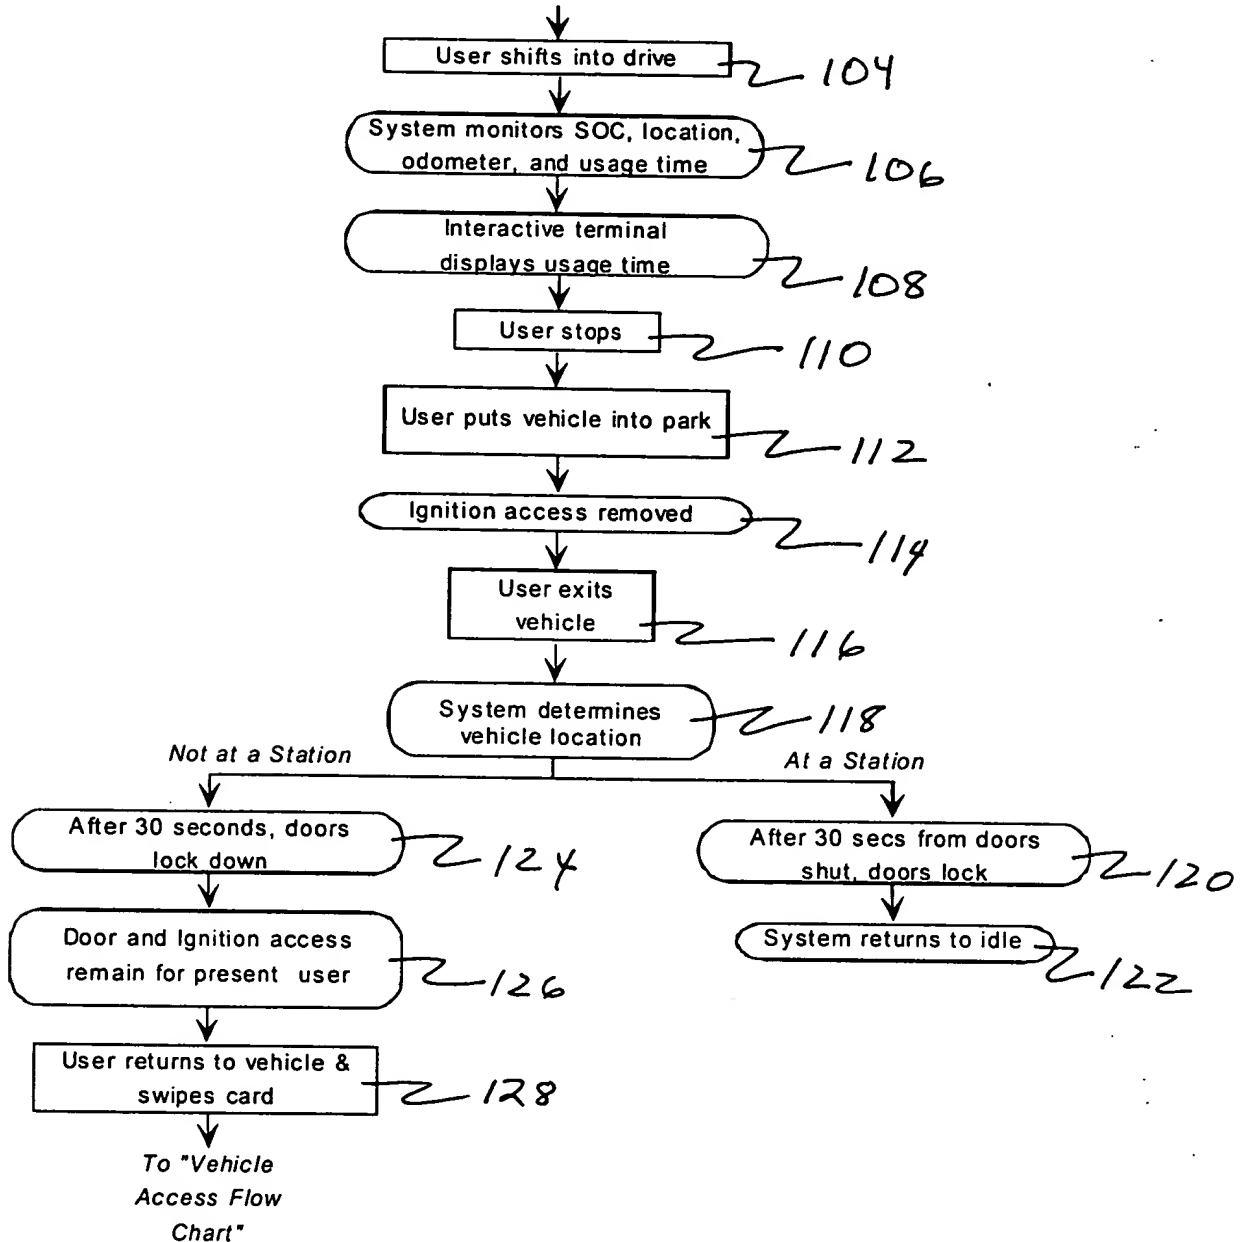 User shifts into drive
104
System monitors SOC, location,
odometer, and usage time
106
Interactive terminal
displays usage time
108
User stops
110
User puts vehicle into park
112
Ignition access removed
114
User exits
vehicle
116
System determines
vehicle location
118
Not at a Station
At a Station
After 30 seconds, doors
lock down
124
After 30 secs from doors
shut, doors lock
120
Door and Ignition access
remain for present user
126
System returns to idle
122
User returns to vehicle &
swipes card
128
To "Vehicle
Access Flow
Chart"